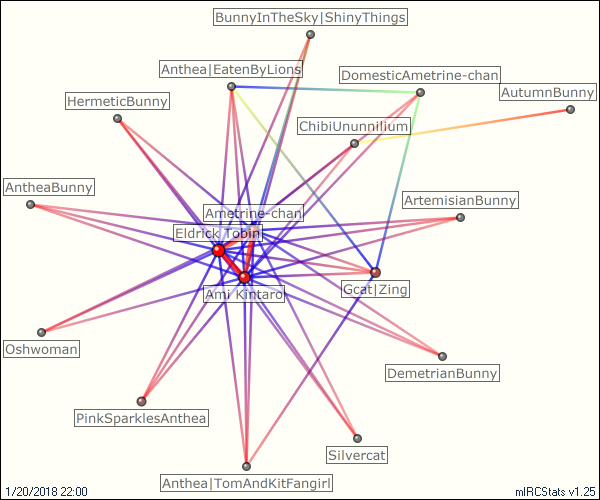 BunnyInTheSky|ShinyThings
Anthea|EatenByLions
DomesticAmetrine-chan
HermeticBunny
AutumnBunny
ChibiUnunnilium
AntheaBunny
ArtemisianBunny
Ametrine-chan
Eldrick Tobin
Ami Kintaro
Gcat|Zing
Oshwoman
DemetrianBunny
PinkSparklesAnthea
Silvercat
Anthea|TomAndKitFangirl
1/20/2018 22:00
mIRCStats v1.25